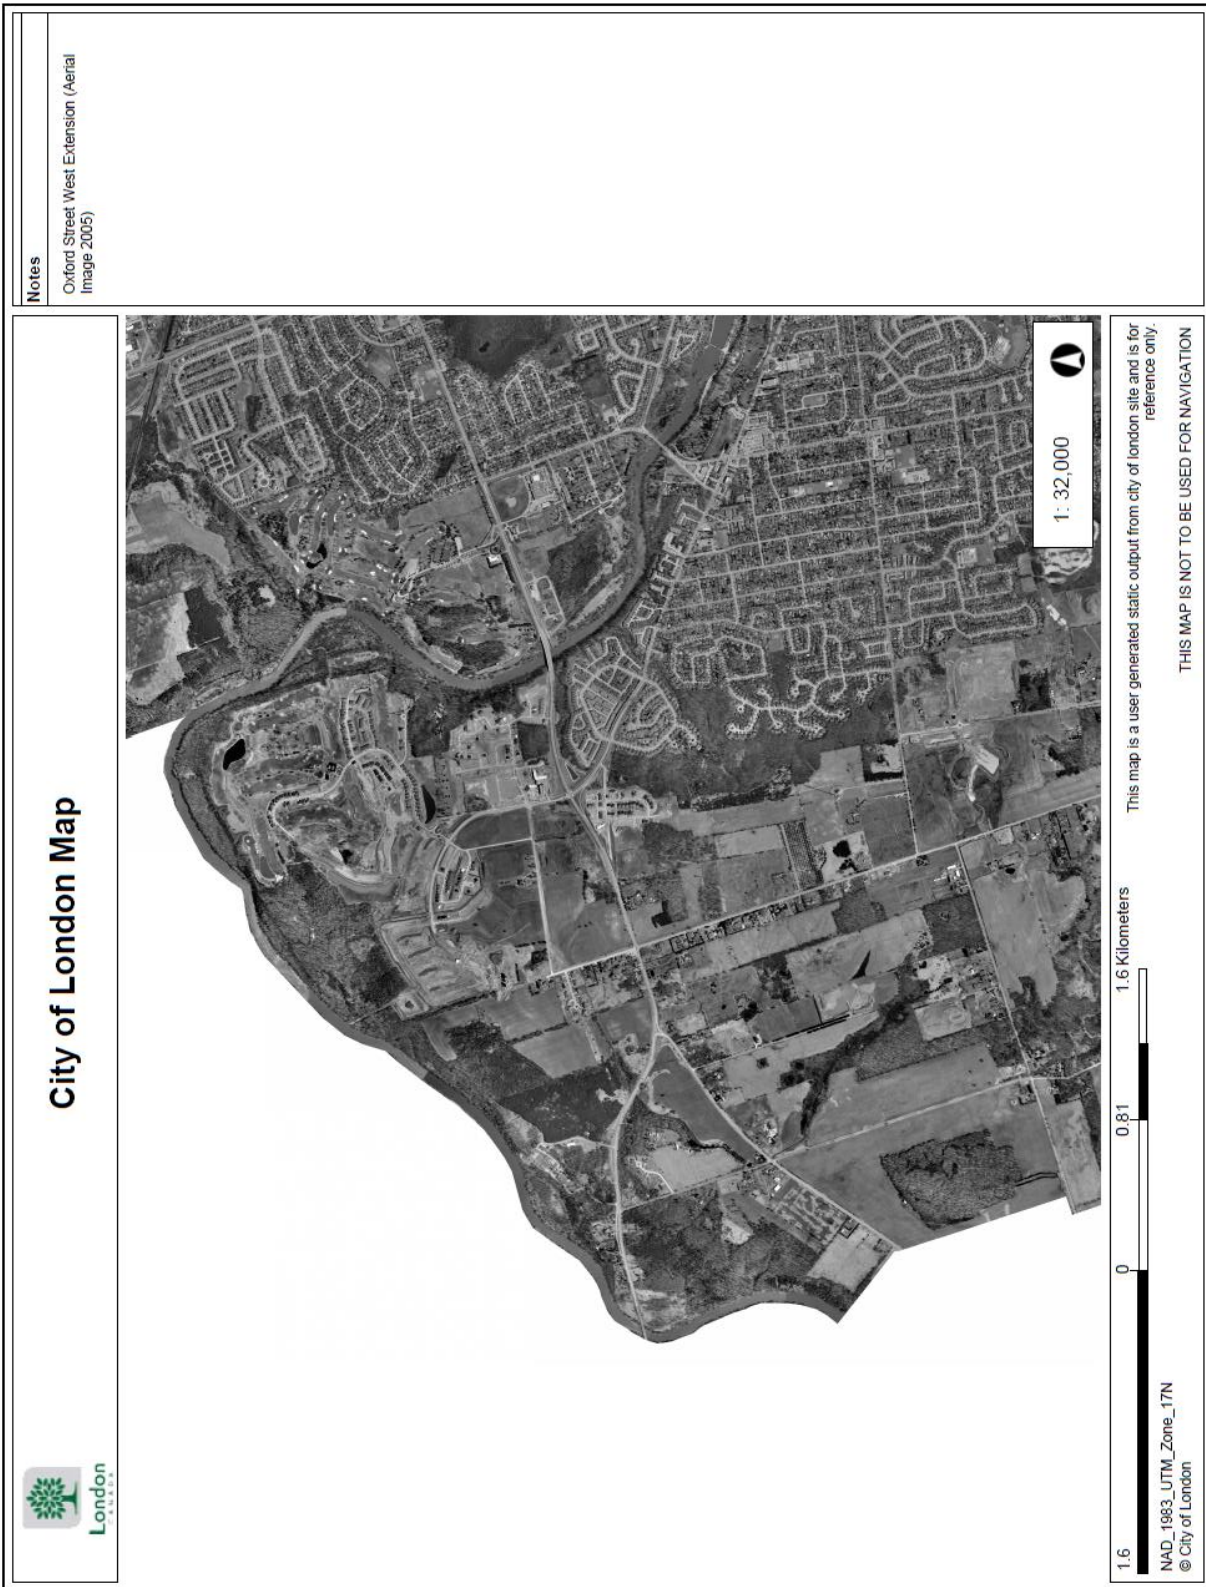 London
CANADA
City of London Map
Notes
Oxford Street West Extension (Aerial
Image 2005)
1: 32,000
1.6
0
0.81
1.6 Kilometers
NAD_1983_UTM_Zone_17N
© City of London
This map is a user generated static output from city of london site and is for
reference only.
THIS MAP IS NOT TO BE USED FOR NAVIGATION